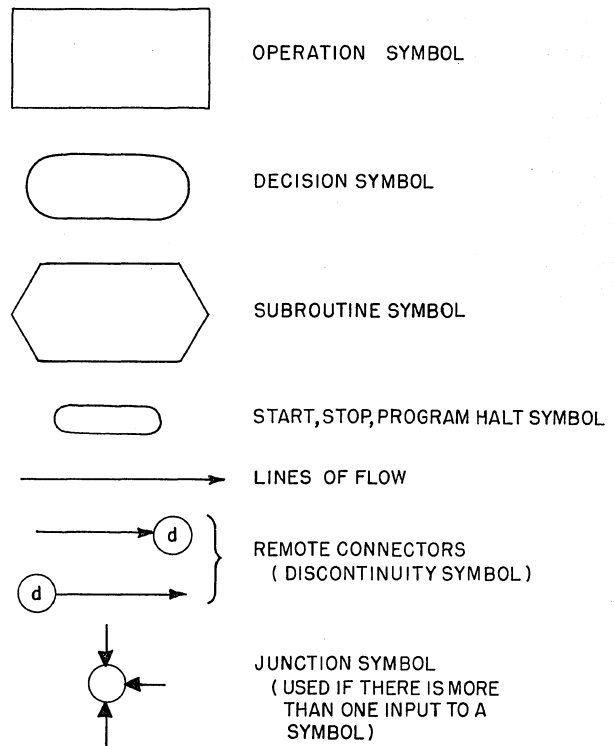 OPERATION SYMBOL
DECISION SYMBOL
SUBROUTINE SYMBOL
START, STOP, PROGRAM HALT SYMBOL
LINES OF FLOW
d
d
REMOTE CONNECTORS
( DISCONTINUITY SYMBOL )
JUNCTION SYMBOL
( USED IF THERE IS MORE
THAN ONE INPUT TO A
SYMBOL )